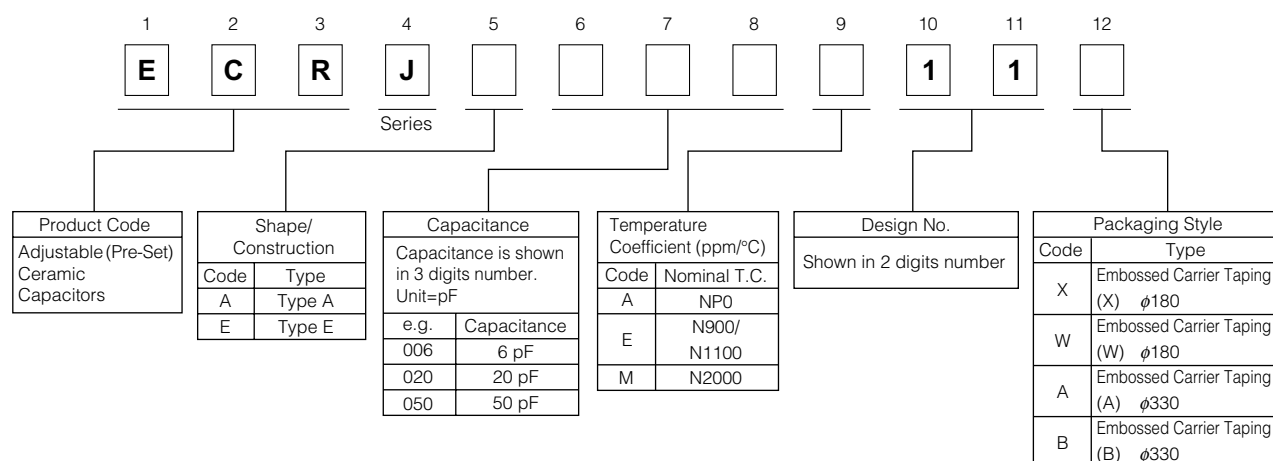 1 2 3 4 5 6 7 8 9 10 11 12
E C R J 1 1
Series
Product Code
Adjustable (Pre-Set)
Ceramic
Capacitors
Shape/
Construction
Code Type
A Type A
E Type E
Capacitance
Capacitance is shown
in 3 digits number.
Unit=pF
e.g. Capacitance
006 6 pF
020 20 pF
050 50 pF
Temperature
Coefficient (ppm/°C)
Code Nominal T.C.
A NP0
E N900/
N1100
M N2000
Design No.
Shown in 2 digits number
Packaging Style
Code Type
X Embossed Carrier Taping
(X) ϕ180
W Embossed Carrier Taping
(W) ϕ180
A Embossed Carrier Taping
(A) ϕ330
B Embossed Carrier Taping
(B) ϕ330